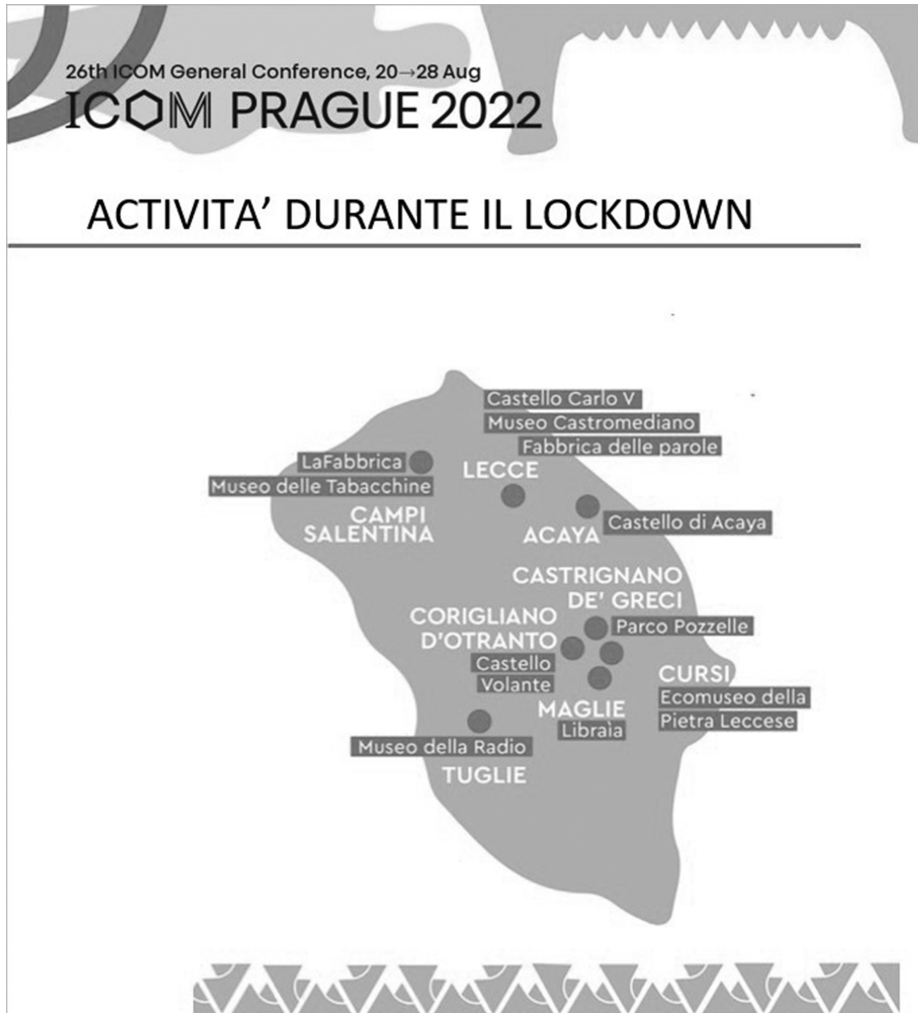 26th ICOM General Conference, 20→28 Aug
ICOM PRAGUE 2022
ACTIVITA’ DURANTE IL LOCKDOWN
Castello Carlo V
Museo Castromediano
Fabbrica delle parole
LaFabbrica
Museo delle Tabacchine
CAMPI
SALENTINA
LECCE
ACAYA
Castello di Acaya
CASTRIGNANO
DE' GRECI
Parco Pozzelle
CORIGLIANO
D'OTRANTO
Castello
Volante
CURSI
Ecomuseo della
Pietra Leccese
MAGLIE
Libraìa
Museo della Radio
TUGLIE